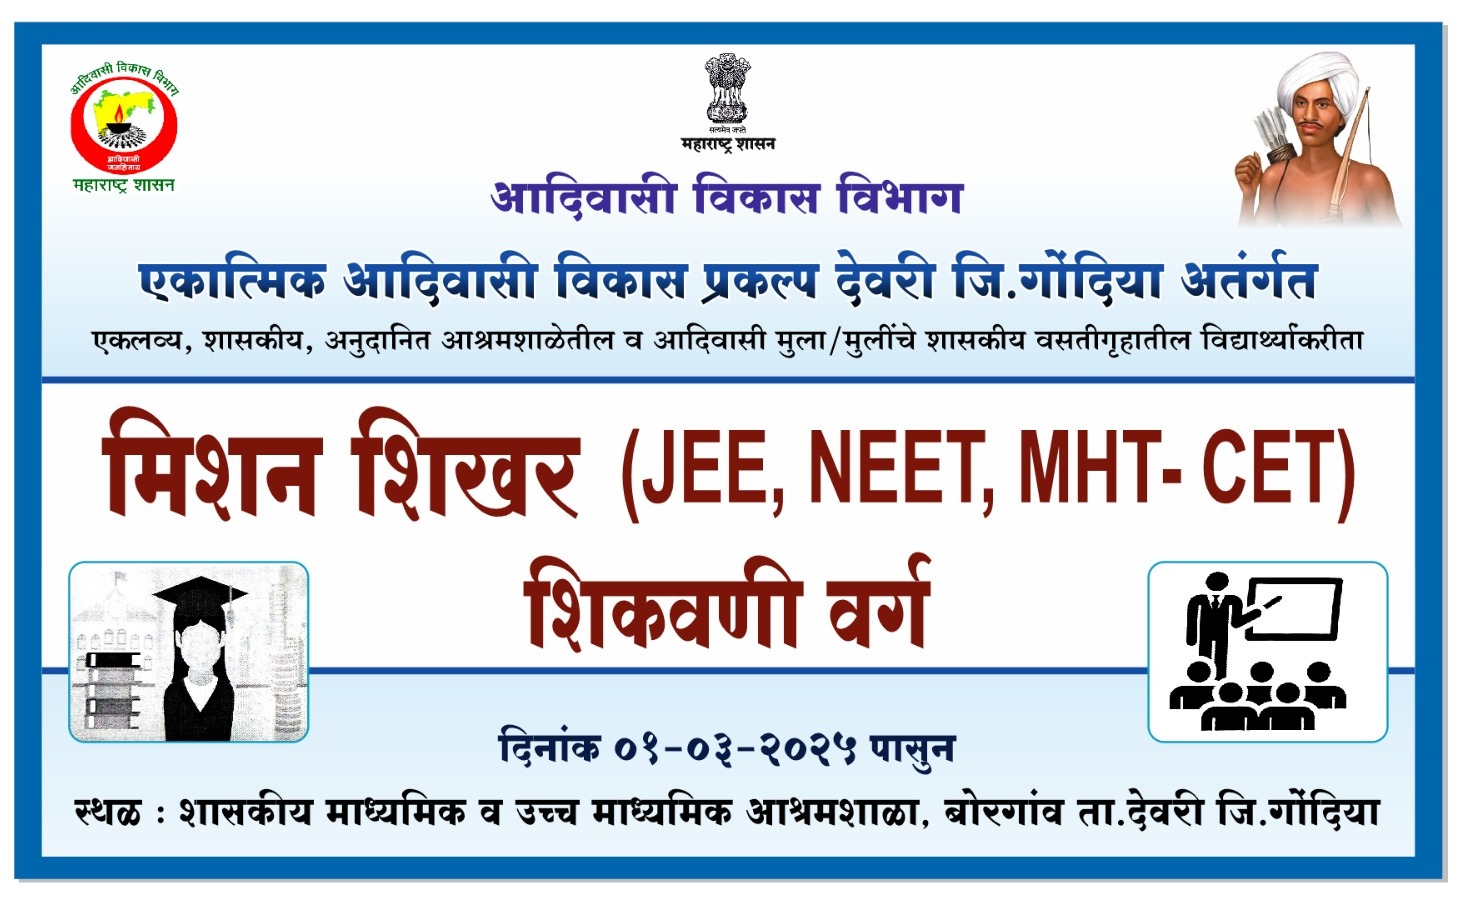 आदिवासी विकास विभाग
आदिवासी
जनहिताय
महाराष्ट्र शासन
सत्यमेव जयते
महाराष्ट्र शासन
आदिवासी विकास विभाग
एकात्मिक आदिवासी विकास प्रकल्प देवरी जि.गोंदिया अतंर्गत
एकलव्य, शासकीय, अनुदानित आश्रमशाळेतील व आदिवासी मुला/मुलींचे शासकीय वसतीगृहातील विद्यार्थ्यांकरीता
मिशन शिखर (JEE, NEET, MHT- CET)
शिकवणी वर्ग
दिनांक ०१-०३-२०२५ पासुन
स्थळ : शासकीय माध्यमिक व उच्च माध्यमिक आश्रमशाळा, बोरगांव ता.देवरी जि.गोंदिया